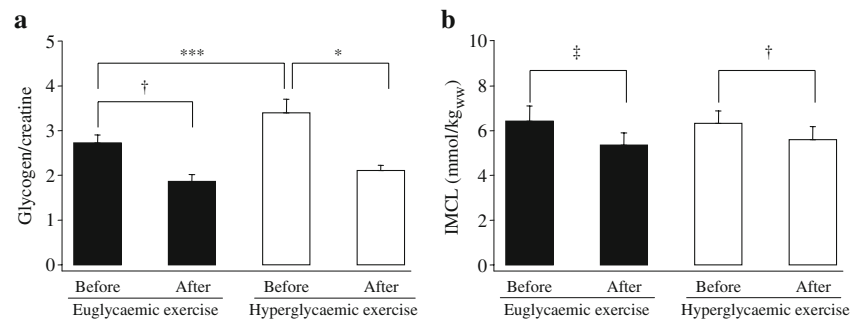 a
5
4
3
2
1
0
Glycogen/creatine
***
*
†
Before After Before After
Euglycaemic exercise Hyperglycaemic exercise
b
10
8
6
4
2
0
IMCL (mmol/kgww)
‡
†
Before After Before After
Euglycaemic exercise Hyperglycaemic exercise